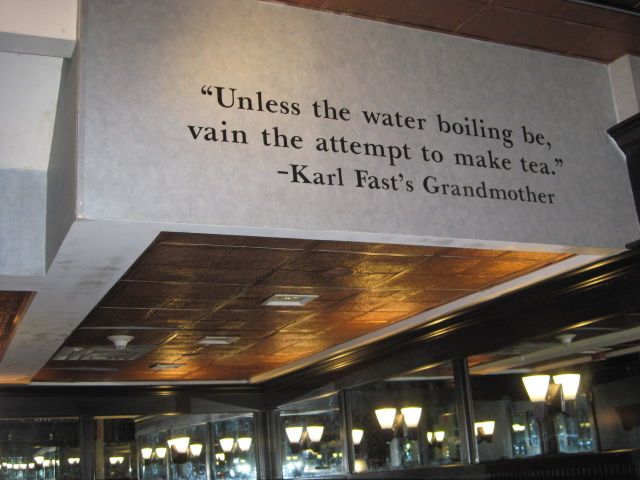 “Unless the water boiling be,
vain the attempt to make tea.”
-Karl Fast's Grandmother